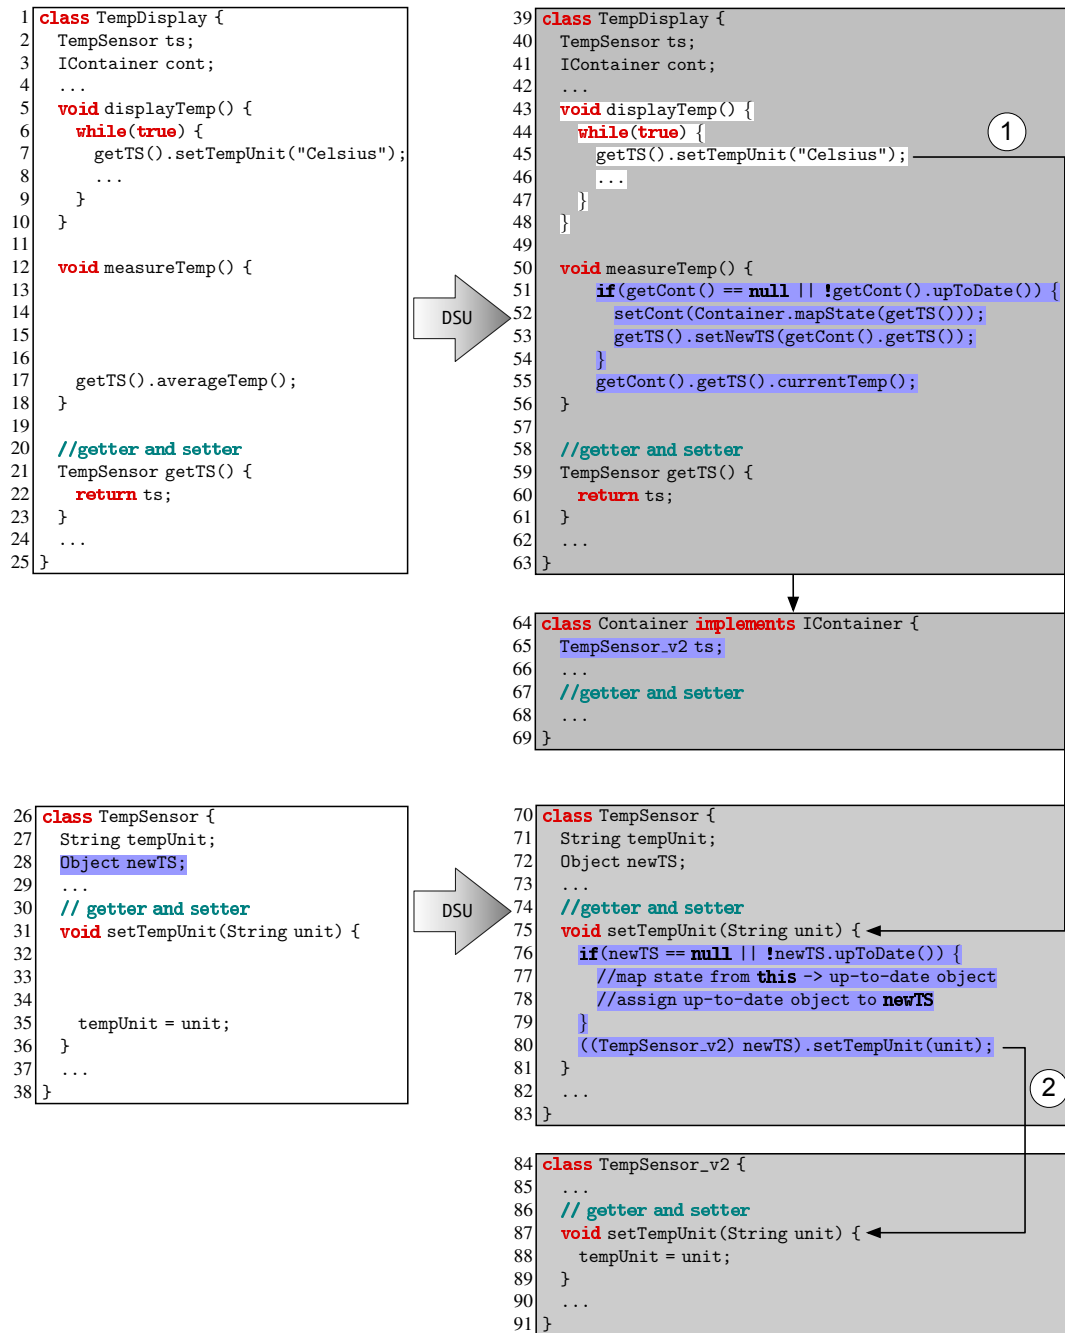 1 class TempDisplay {
2 TempSensor ts;
3 IContainer cont;
4 ...
5 void displayTemp() {
6 while(true) {
7 getTS().setTempUnit("Celsius");
8 ...
9 }
10 }
11
12 void measureTemp() {
13
14
15
16
17 getTS().averageTemp();
18 }
19
20 //getter and setter
21 TempSensor getTS() {
22 return ts;
23 }
24 ...
25 }
DSU
39 class TempDisplay {
40 TempSensor ts;
41 IContainer cont;
42 ...
43 void displayTemp() {
44 while(true) {
45 getTS().setTempUnit("Celsius");
46 ...
47 }
48 }
49
50 void measureTemp() {
51 if(getCont() == null || !getCont().upToDate()) {
52 setCont(Container.mapState(getTS()));
53 getTS().setNewTS(getCont().getTS());
54 }
55 getCont().getTS().currentTemp();
56 }
57
58 //getter and setter
59 TempSensor getTS() {
60 return ts;
61 }
62 ...
63 }
1
64 class Container implements IContainer {
65 TempSensor_v2 ts;
66 ...
67 //getter and setter
68 ...
69 }
26 class TempSensor {
27 String tempUnit;
28 Object newTS;
29 ...
30 // getter and setter
31 void setTempUnit(String unit) {
32
33
34
35 tempUnit = unit;
36 }
37 ...
38 }
DSU
70 class TempSensor {
71 String tempUnit;
72 Object newTS;
73 ...
74 //getter and setter
75 void setTempUnit(String unit) {
76 if(newTS == null || !newTS.upToDate()) {
77 //map state from this -> up-to-date object
78 //assign up-to-date object to newTS
79 }
80 ((TempSensor_v2) newTS).setTempUnit(unit);
81 }
82 ...
83 }
2
84 class TempSensor_v2 {
85 ...
86 // getter and setter
87 void setTempUnit(String unit) {
88 tempUnit = unit;
89 }
90 ...
91 }